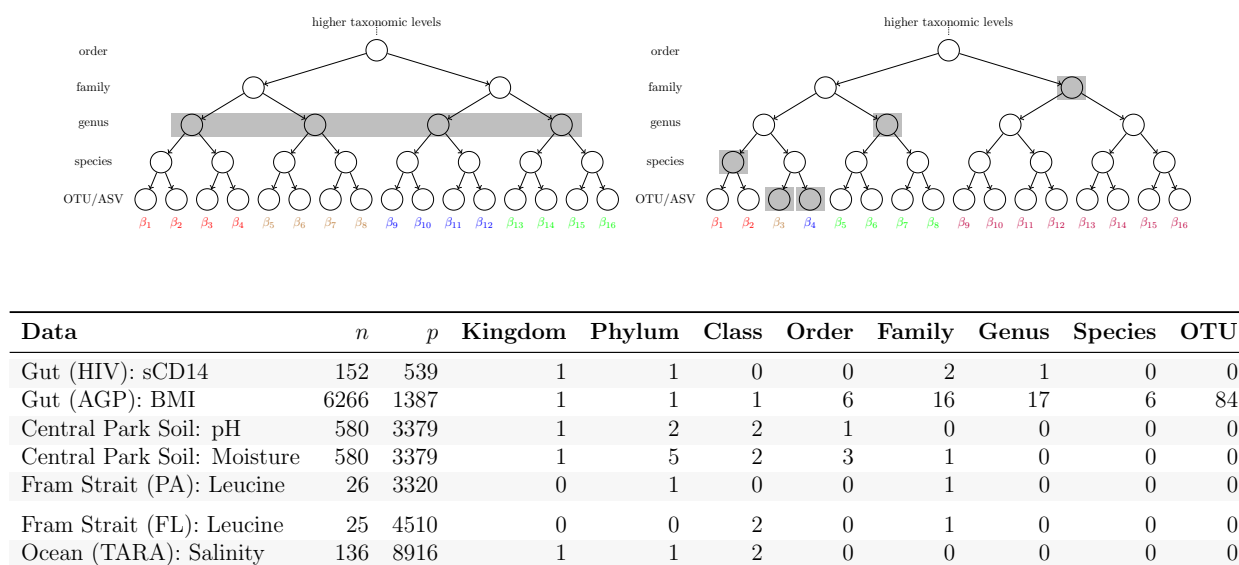 higher taxonomic levels
order
family
genus
species
OTU/ASV
β1 β2 β3 β4 β5 β6 β7 β8 β9 β10 β11 β12 β13 β14 β15 β16
higher taxonomic levels
order
family
genus
species
OTU/ASV
β1 β2 β3 β4 β5 β6 β7 β8 β9 β10 β11 β12 β13 β14 β15 β16
Data n p Kingdom Phylum Class Order Family Genus Species OTU
Gut (HIV): sCD14 152 539 1 1 0 0 2 1 0 0
Gut (AGP): BMI 6266 1387 1 1 1 6 16 17 6 84
Central Park Soil: pH 580 3379 1 2 2 1 0 0 0 0
Central Park Soil: Moisture 580 3379 1 5 2 3 1 0 0 0
Fram Strait (PA): Leucine 26 3320 0 1 0 0 1 0 0 0
Fram Strait (FL): Leucine 25 4510 0 0 2 0 1 0 0 0
Ocean (TARA): Salinity 136 8916 1 1 2 0 0 0 0 0